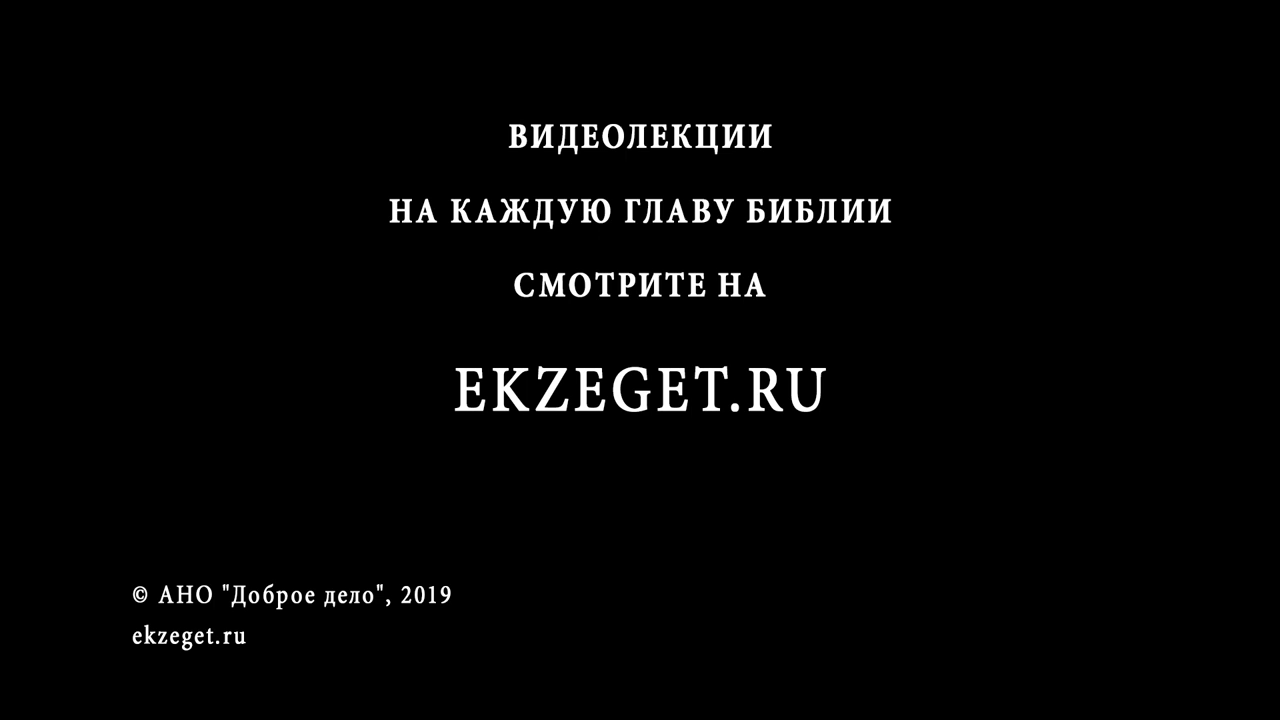 ВИДЕОЛЕКЦИИ
НА КАЖДУЮ ГЛАВУ БИБЛИИ
СМОТРИТЕ НА
EKZEGET.RU
© АНО "Доброе дело", 2019
ekzeget.ru